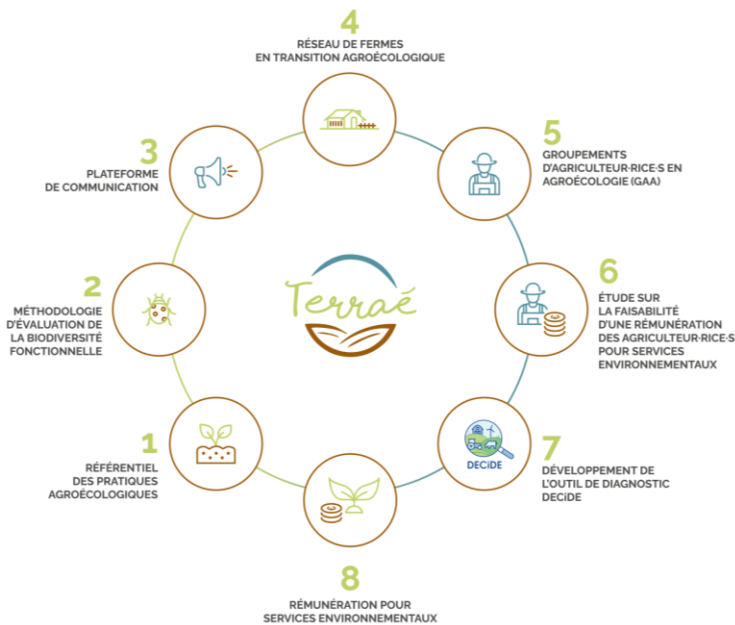 4
RÉSEAU DE FERMES
EN TRANSITION AGROÉCOLOGIQUE
3
PLATEFORME
DE COMMUNICATION
5
GROUPEMENTS
D'AGRICULTEUR·RICE·S EN
AGROÉCOLOGIE (GAA)
2
MÉTHODOLOGIE
D'ÉVALUATION DE
LA BIODIVERSITÉ
FONCTIONNELLE
Terraé
6
ÉTUDE SUR
LA FAISABILITÉ
D'UNE RÉMUNÉRATION
DES AGRICULTEUR·RICE·S
POUR SERVICES
ENVIRONNEMENTAUX
1
RÉFÉRENTIEL
DES PRATIQUES
AGROÉCOLOGIQUES
DECiDE
7
DÉVELOPPEMENT DE
L'OUTIL DE DIAGNOSTIC
DECiDE
8
RÉMUNÉRATION POUR
SERVICES ENVIRONNEMENTAUX